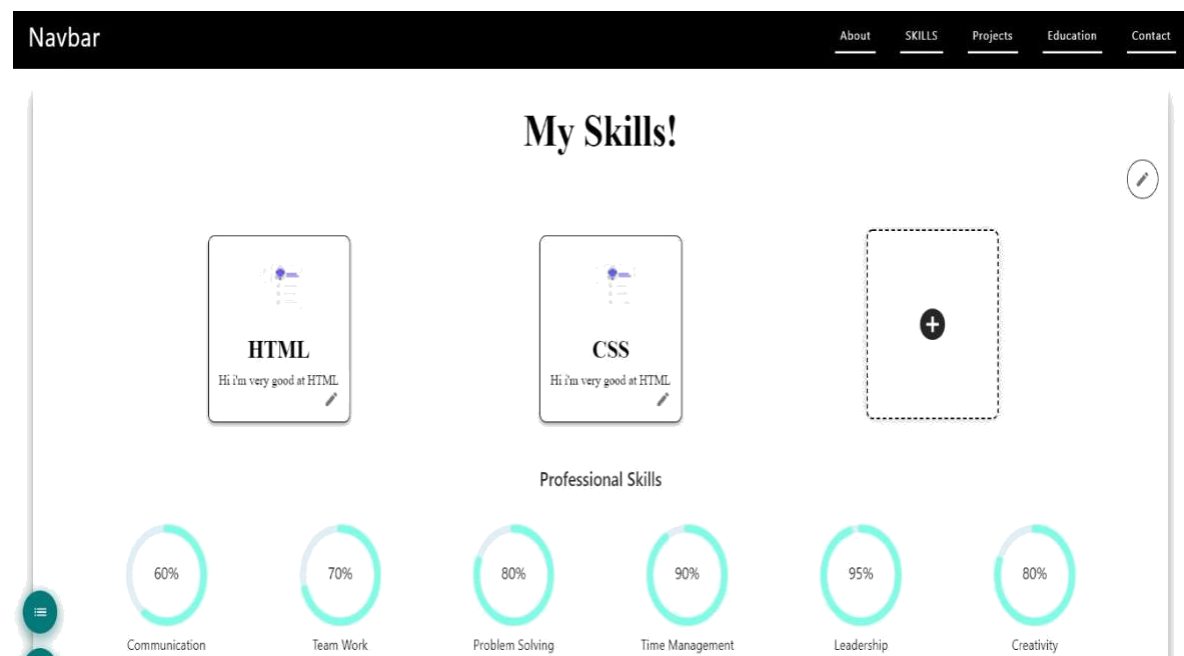 Navbar About SKILLS Projects Education Contact
My Skills!
HTML CSS
Hi i'm very good at HTML Hi i'm very good at HTML
Professional Skills
60% 70% 80% 90% 95% 80%
Communication Team Work Problem Solving Time Management Leadership Creativity